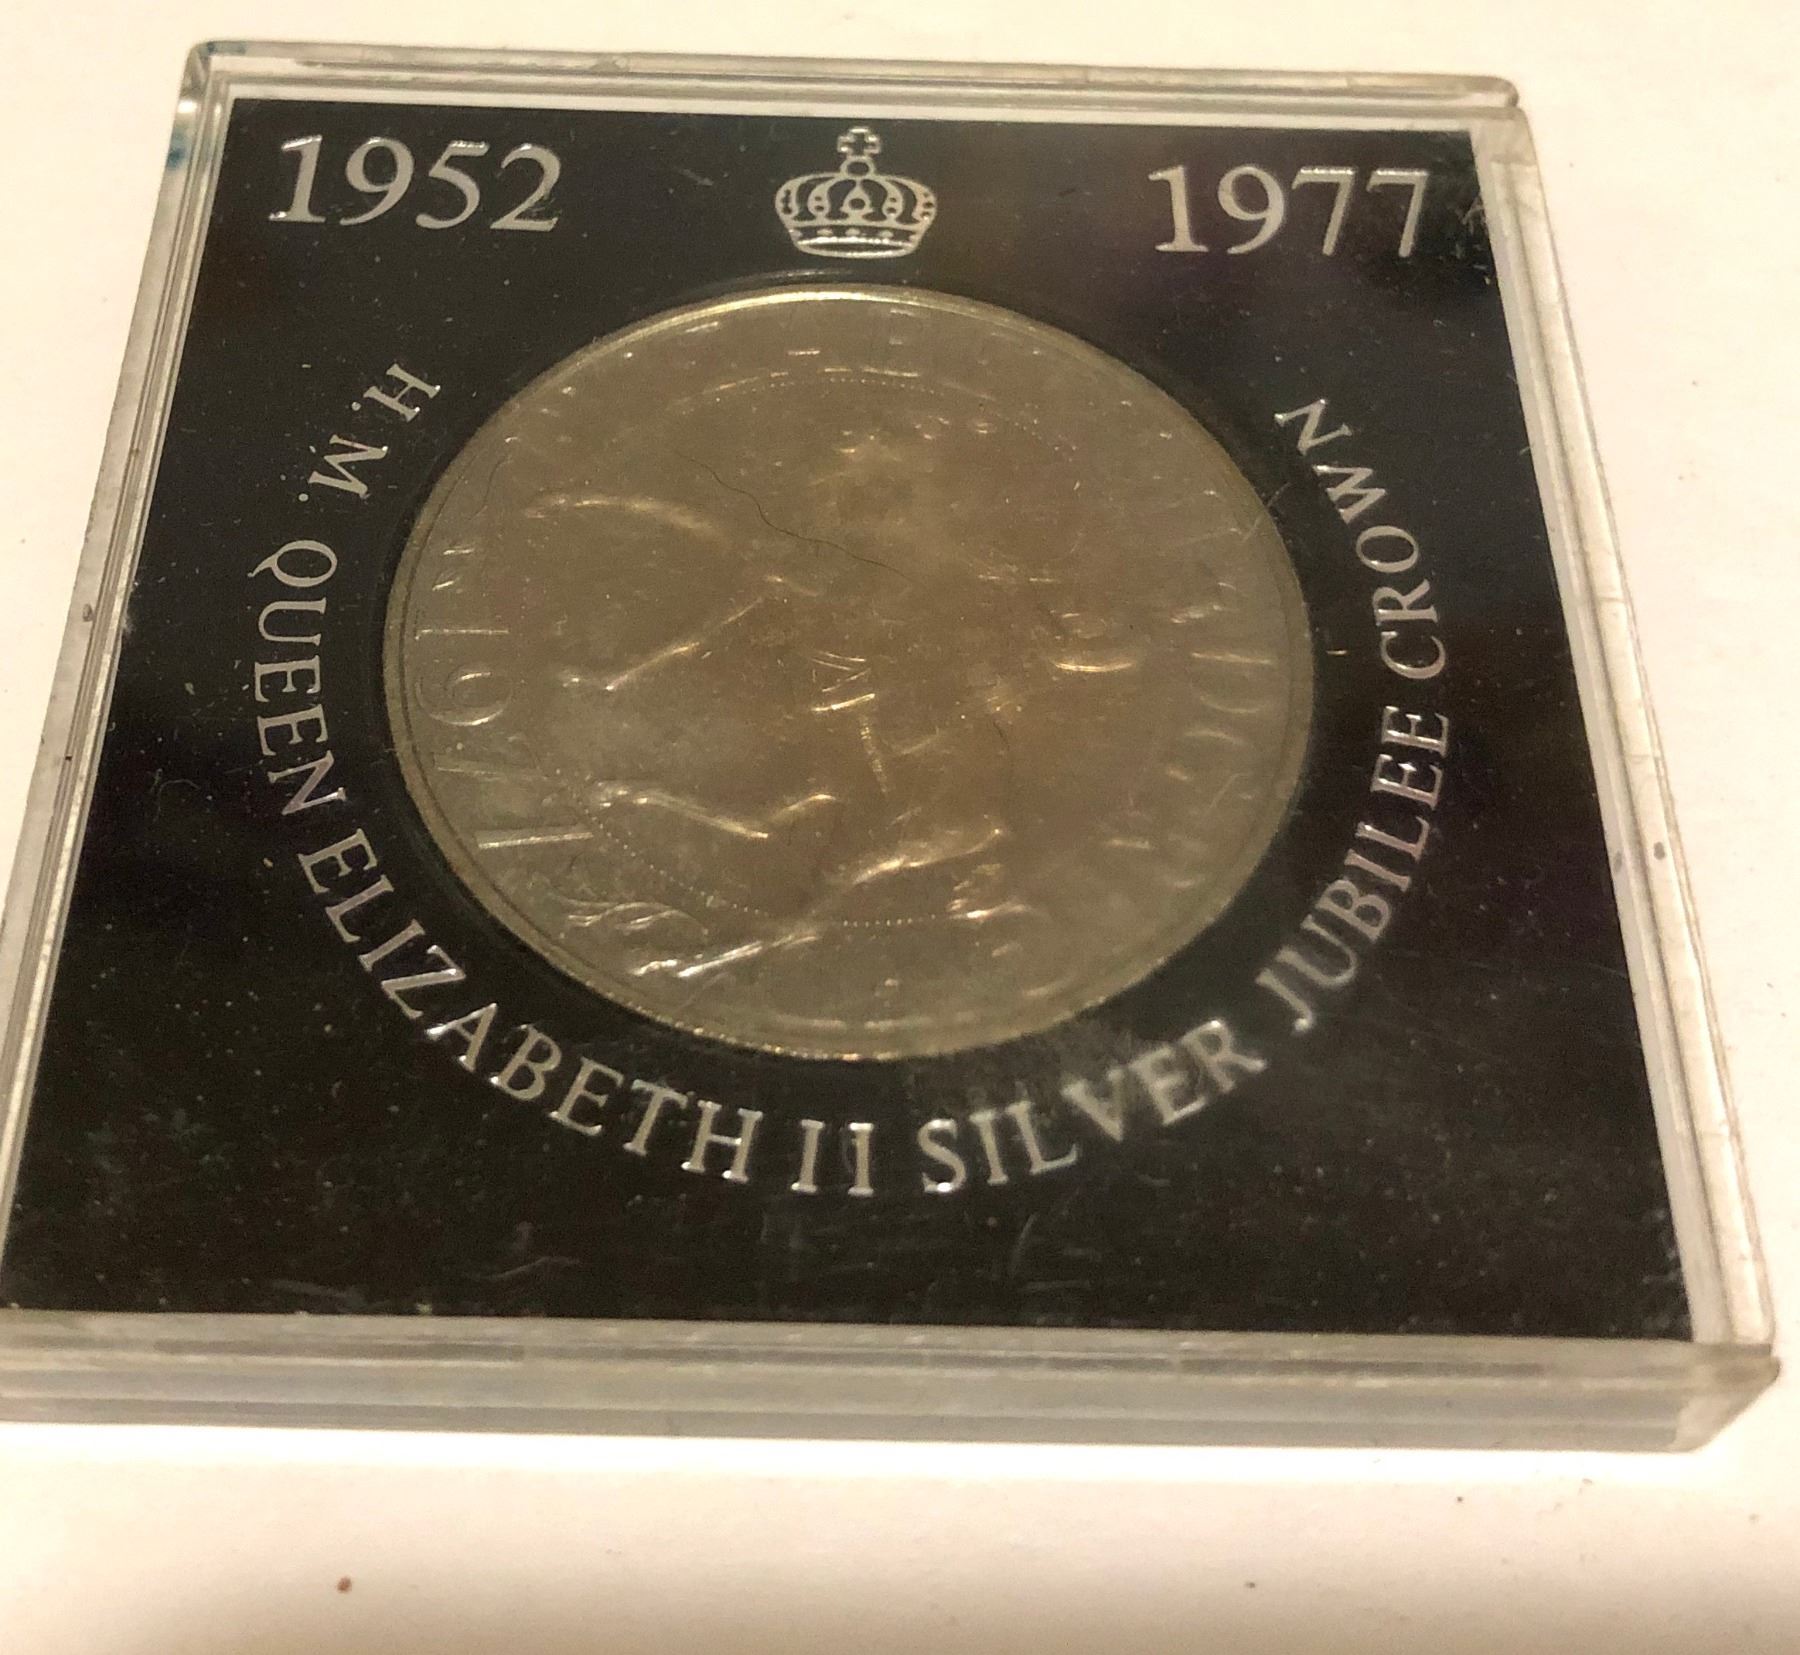 1952 1977
H.M. QUEEN ELIZABETH II SILVER JUBILEE CROWN